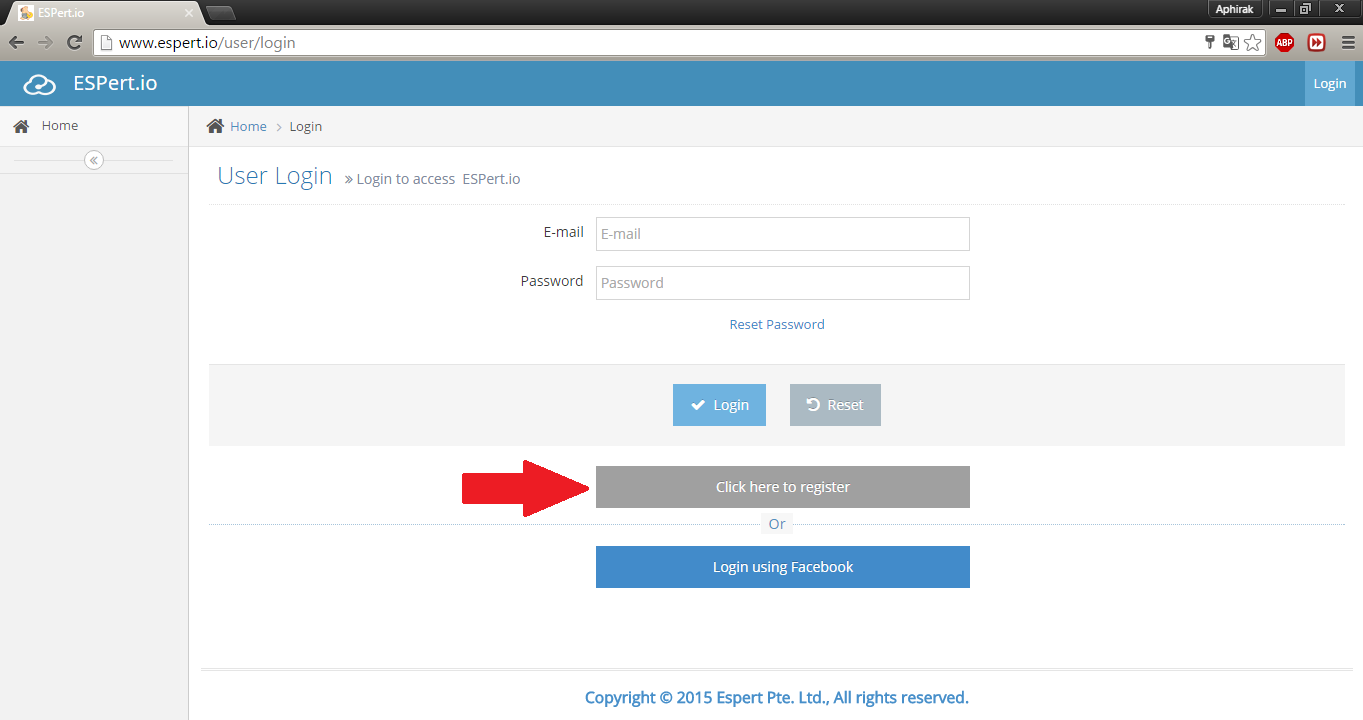 ESPert.io
Aphirak
www.espert.io/user/login
ABP
ESPert.io
Login
Home
Home > Login
User Login » Login to access ESPert.io
E-mail
E-mail
Password
Password
Reset Password
Login
Reset
Click here to register
Or
Login using Facebook
Copyright © 2015 Espert Pte. Ltd., All rights reserved.